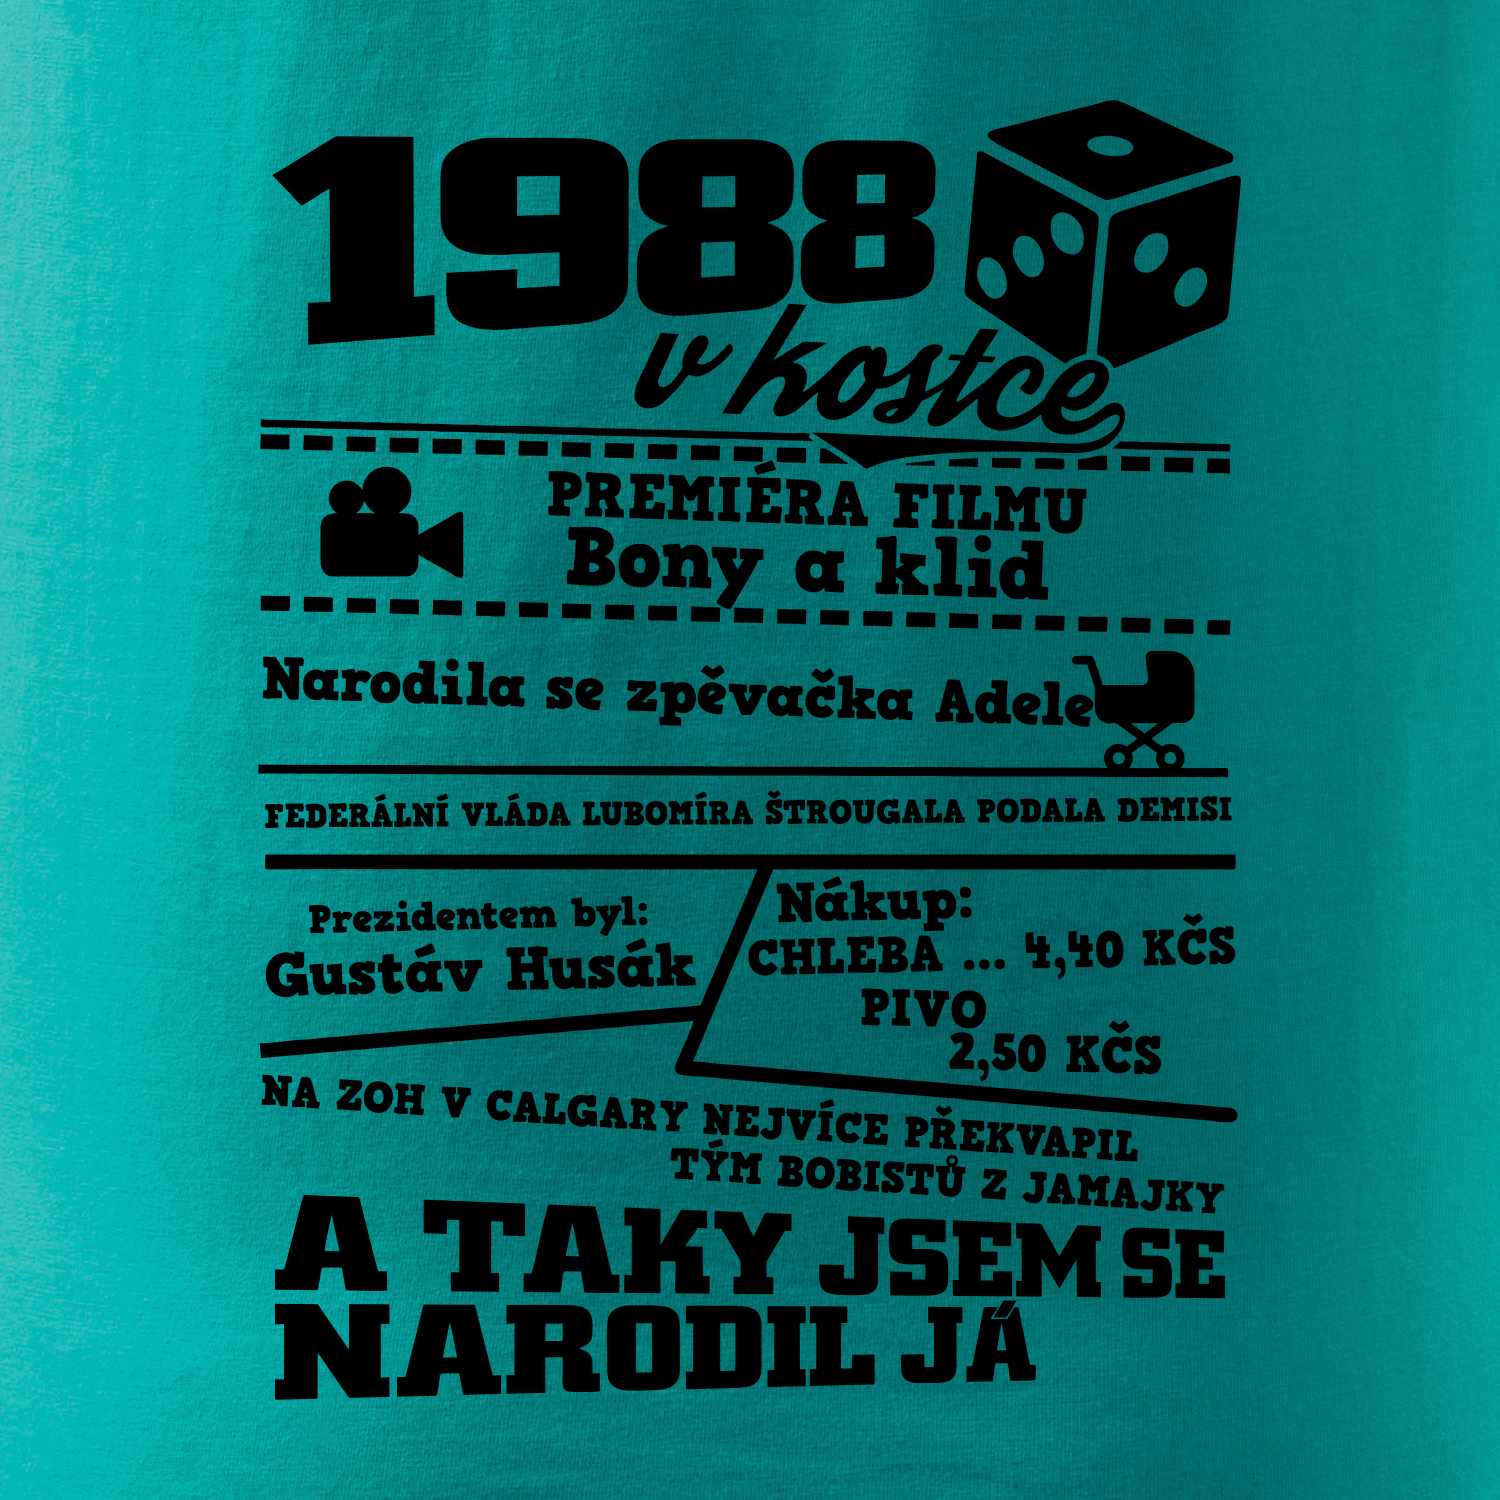 1988
v kostce
PREMIÉRA FILMU
Bony a klid
Narodila se zpěvačka Adele
FEDERÁLNÍ VLÁDA LUBOMÍRA ŠTROUGALA PODALA DEMISI
Prezidentem byl:
Gustáv Husák
Nákup:
CHLEBA ... 4,40 KČS
PIVO
2,50 KČS
NA ZOH V CALGARY NEJVÍCE PŘEKVAPIL
TÝM BOBISTŮ Z JAMAJKY
A TAKY JSEM SE
NARODIL JÁ